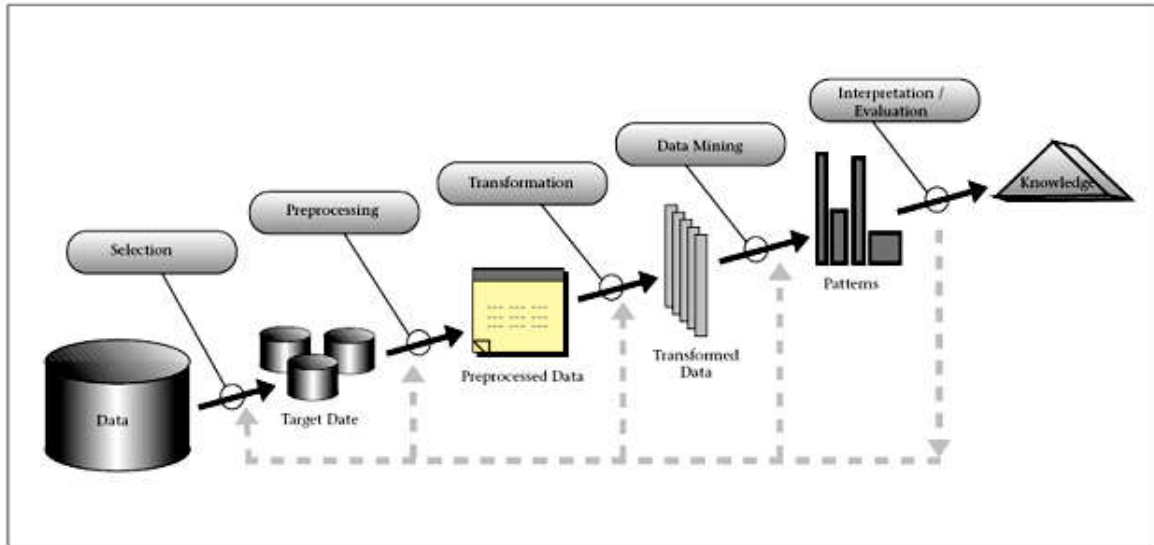 Interpretation /
Evaluation
Data Mining
Transformation
Knowledge
Preprocessing
Selection
Patterns
Transformed
Data
Preprocessed Data
Data
Target Date